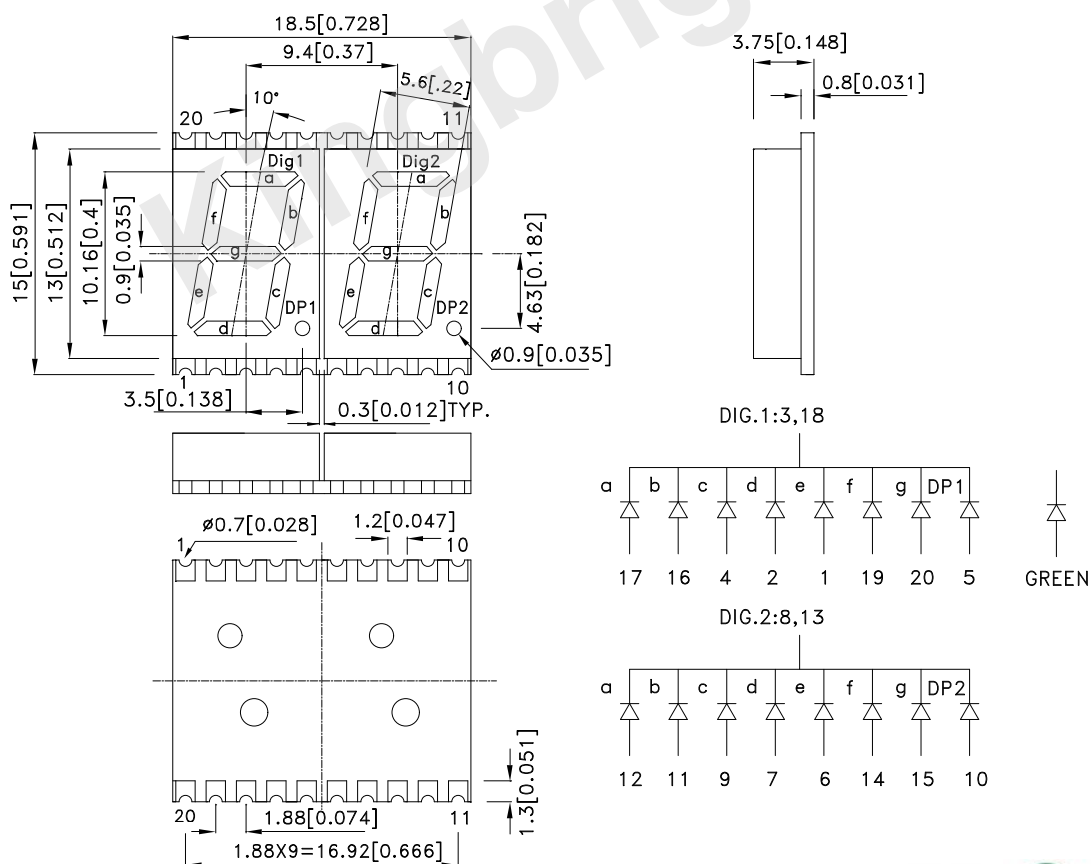 18.5[0.728]
9.4[0.37]
5.6[.22]
10°
20
11
Dig1
Dig2
a
a
f
b
f
b
g
g
e
c
e
c
d
d
DP1
DP2
15[0.591]
13[0.512]
10.16[0.4]
0.9[0.035]
4.63[0.182]
ø0.9[0.035]
1
10
3.5[0.138]
0.3[0.012]TYP.
3.75[0.148]
0.8[0.031]
Kingbrig
DIG.1:3,18
a b c d e f g DP1
17 16 4 2 1 19 20 5
GREEN
DIG.2:8,13
a b c d e f g DP2
12 11 9 7 6 14 15 10
ø0.7[0.028]
1.2[0.047]
1
10
20
11
1.88[0.074]
1.88X9=16.92[0.666]
1.3[0.051]